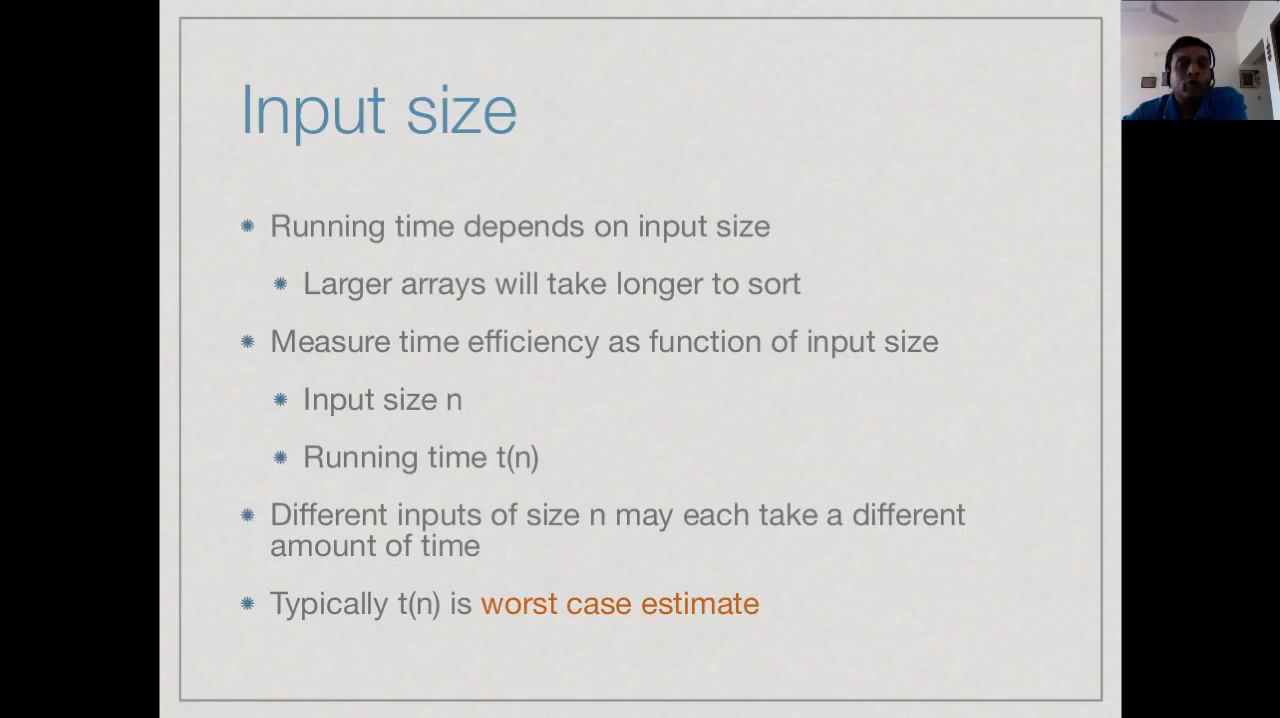 Input size
Running time depends on input size
Larger arrays will take longer to sort
Measure time efficiency as function of input size
Input size n
Running time t(n)
Different inputs of size n may each take a different
amount of time
Typically t(n) is worst case estimate